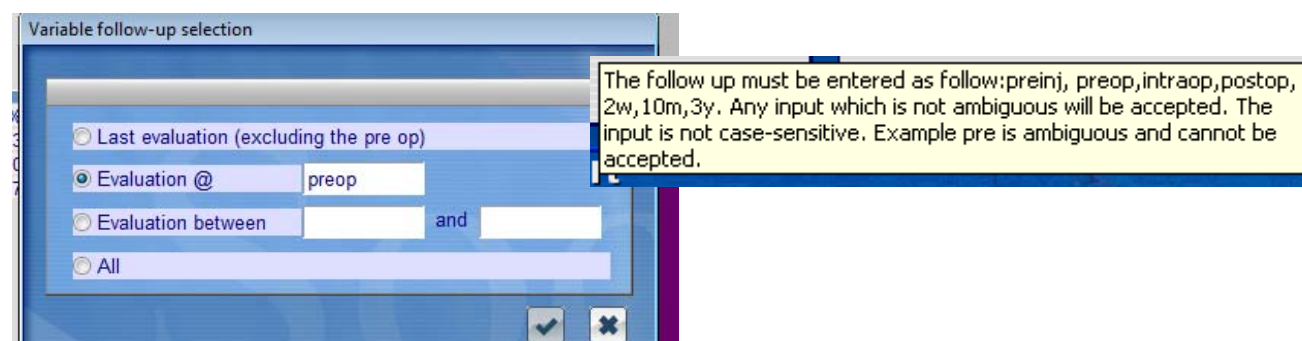 Variable follow-up selection
The follow up must be entered as follow:preinj, preop,intraop,postop,
2w,10m,3y. Any input which is not ambiguous will be accepted. The
input is not case-sensitive. Example pre is ambiguous and cannot be
accepted.
Last evaluation (excluding the pre op)
Evaluation @ preop
Evaluation between and
All